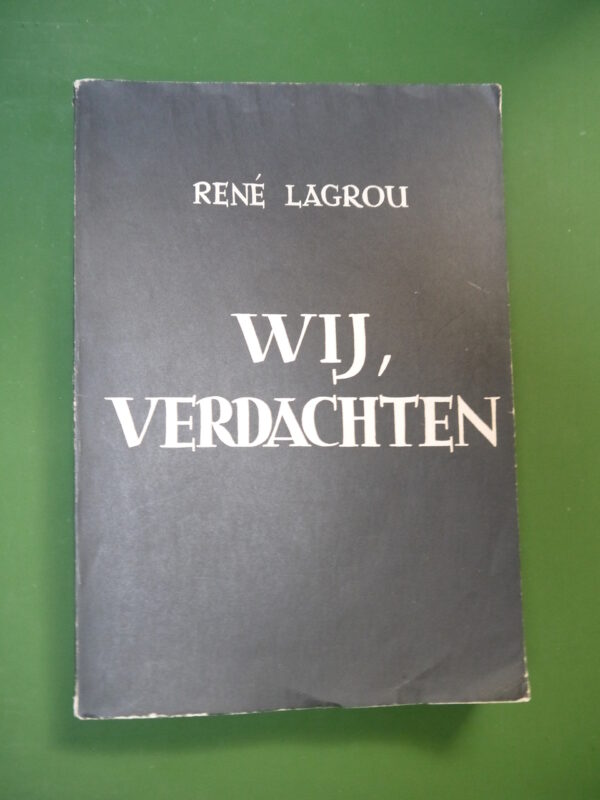 RENÉ LAGROU
WIJ,
VERDACHTEN